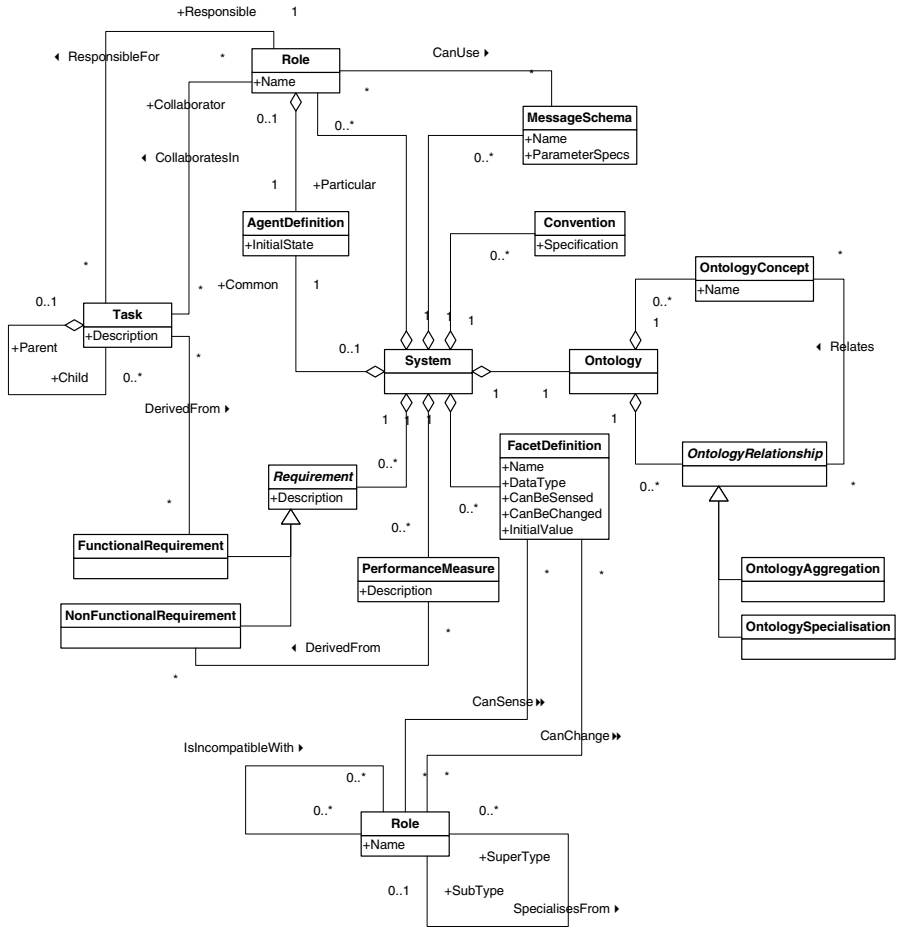 +Responsible 1
◂ ResponsibleFor *
Role
+Name
CanUse ▸
*
*
+Collaborator
0..1
0..*
MessageSchema
+Name
+ParameterSpecs
0..*
◂ CollaboratesIn
1 +Particular
AgentDefinition
+InitialState
Convention
+Specification
0..*
*
*
+Common 1
OntologyConcept
+Name
*
0..*
0..1
Task
+Description
+Parent
+Child 0..*
*
1 1 1
1
◂ Relates
0..1
System
Ontology
1 1
DerivedFrom ▸
1 1 1
1
FacetDefinition
+Name
+DataType
+CanBeSensed
+CanBeChanged
+InitialValue
OntologyRelationship
0..*
Requirement
+Description
0..*
0..*
*
*
0..*
FunctionalRequirement
PerformanceMeasure
+Description
* *
OntologyAggregation
NonFunctionalRequirement
OntologySpecialisation
*
◂ DerivedFrom
*
CanSense ▸▸
CanChange ▸▸
IsIncompatibleWith ▸
0..* * *
0..* 0..*
Role
+Name
+SuperType
0..1 +SubType
SpecialisesFrom ▸